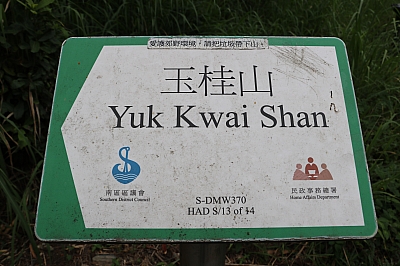 愛護郊野環境，請把垃圾帶下山。
玉桂山
Yuk Kwai Shan
南區區議會
Southern District Council
S-DMW370
HAD S/13 of 14
民政事務總署
Home Affairs Department